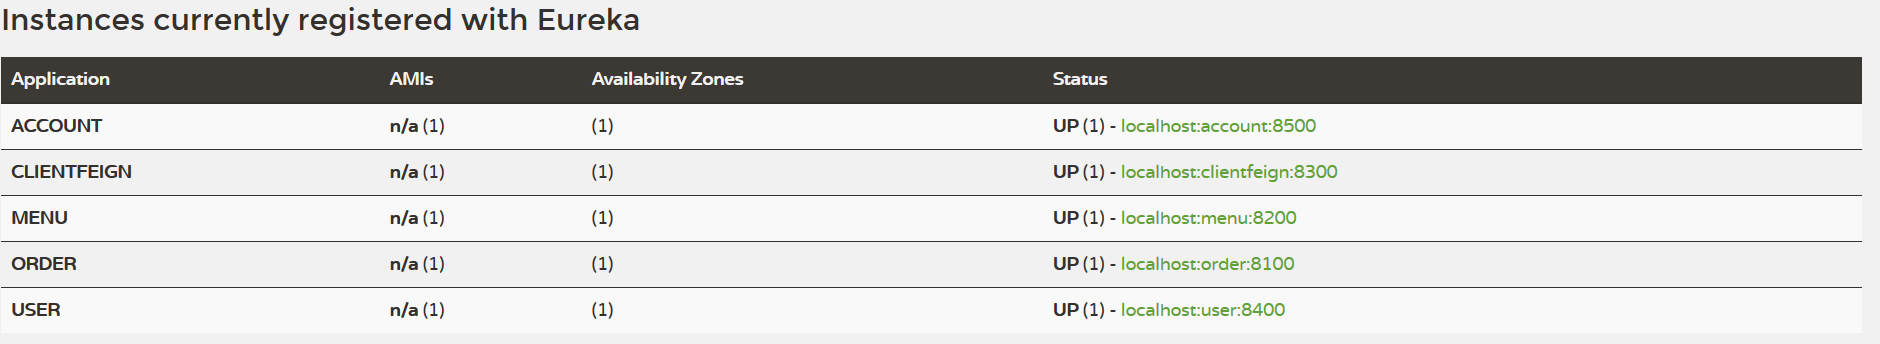 Instances currently registered with Eureka
Application AMIs Availability Zones Status
ACCOUNT n/a (1) (1) UP (1) - localhost:account:8500
CLIENTFEIGN n/a (1) (1) UP (1) - localhost:clientfeign:8300
MENU n/a (1) (1) UP (1) - localhost:menu:8200
ORDER n/a (1) (1) UP (1) - localhost:order:8100
USER n/a (1) (1) UP (1) - localhost:user:8400